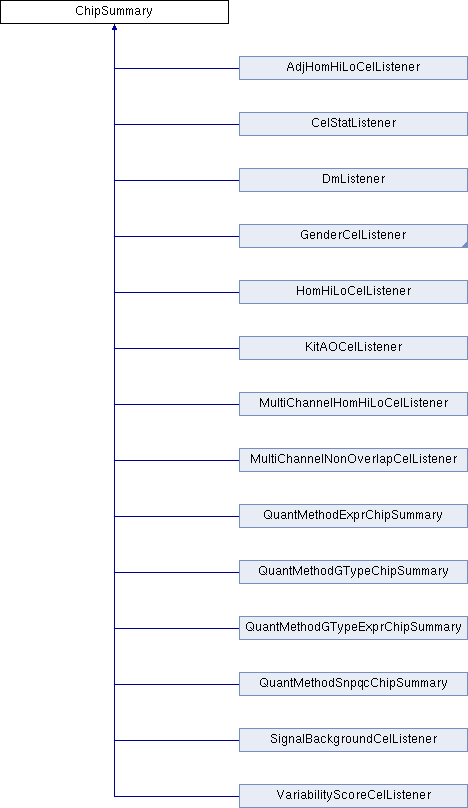 ChipSummary
AdjHomHiLoCelListener
CelStatListener
DmListener
GenderCelListener
HomHiLoCelListener
KitAOCelListener
MultiChannelHomHiLoCelListener
MultiChannelNonOverlapCelListener
QuantMethodExprChipSummary
QuantMethodGTypeChipSummary
QuantMethodGTypeExprChipSummary
QuantMethodSnpqcChipSummary
SignalBackgroundCelListener
VariabilityScoreCelListener